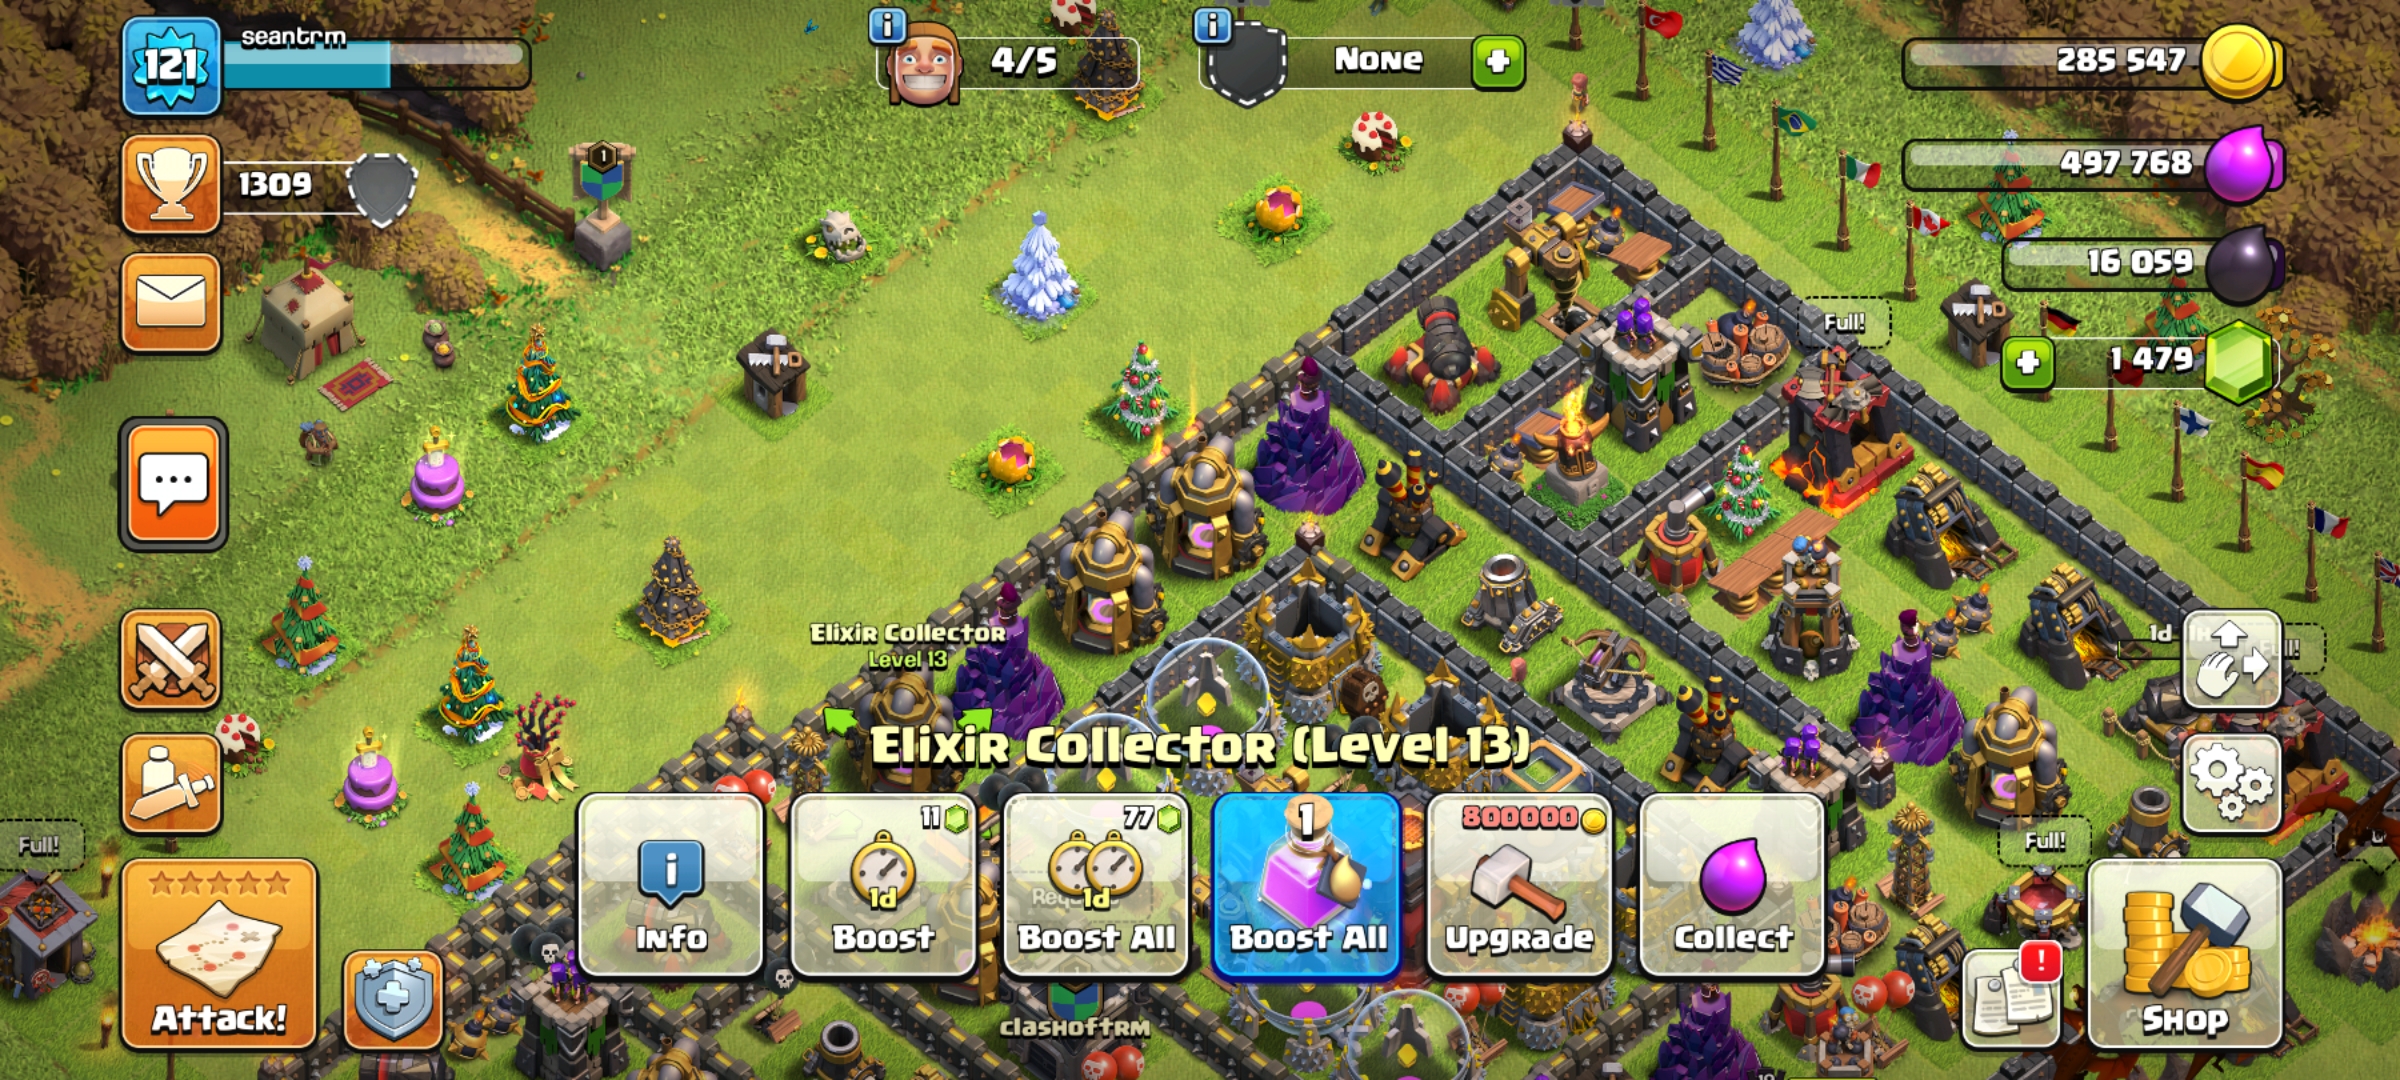 121
seantrm
4/5
None
285 547
1309
1
497 768
16 059
Full!
1 479
Elixir Collector
Level 13
1d
Elixir Collector (Level 13)
Full!
Full!
11
1d
Boost
77
1d
Boost All
1
Boost All
800000
Upgrade
Info
Collect
Attack!
clashoftrm
!
Shop